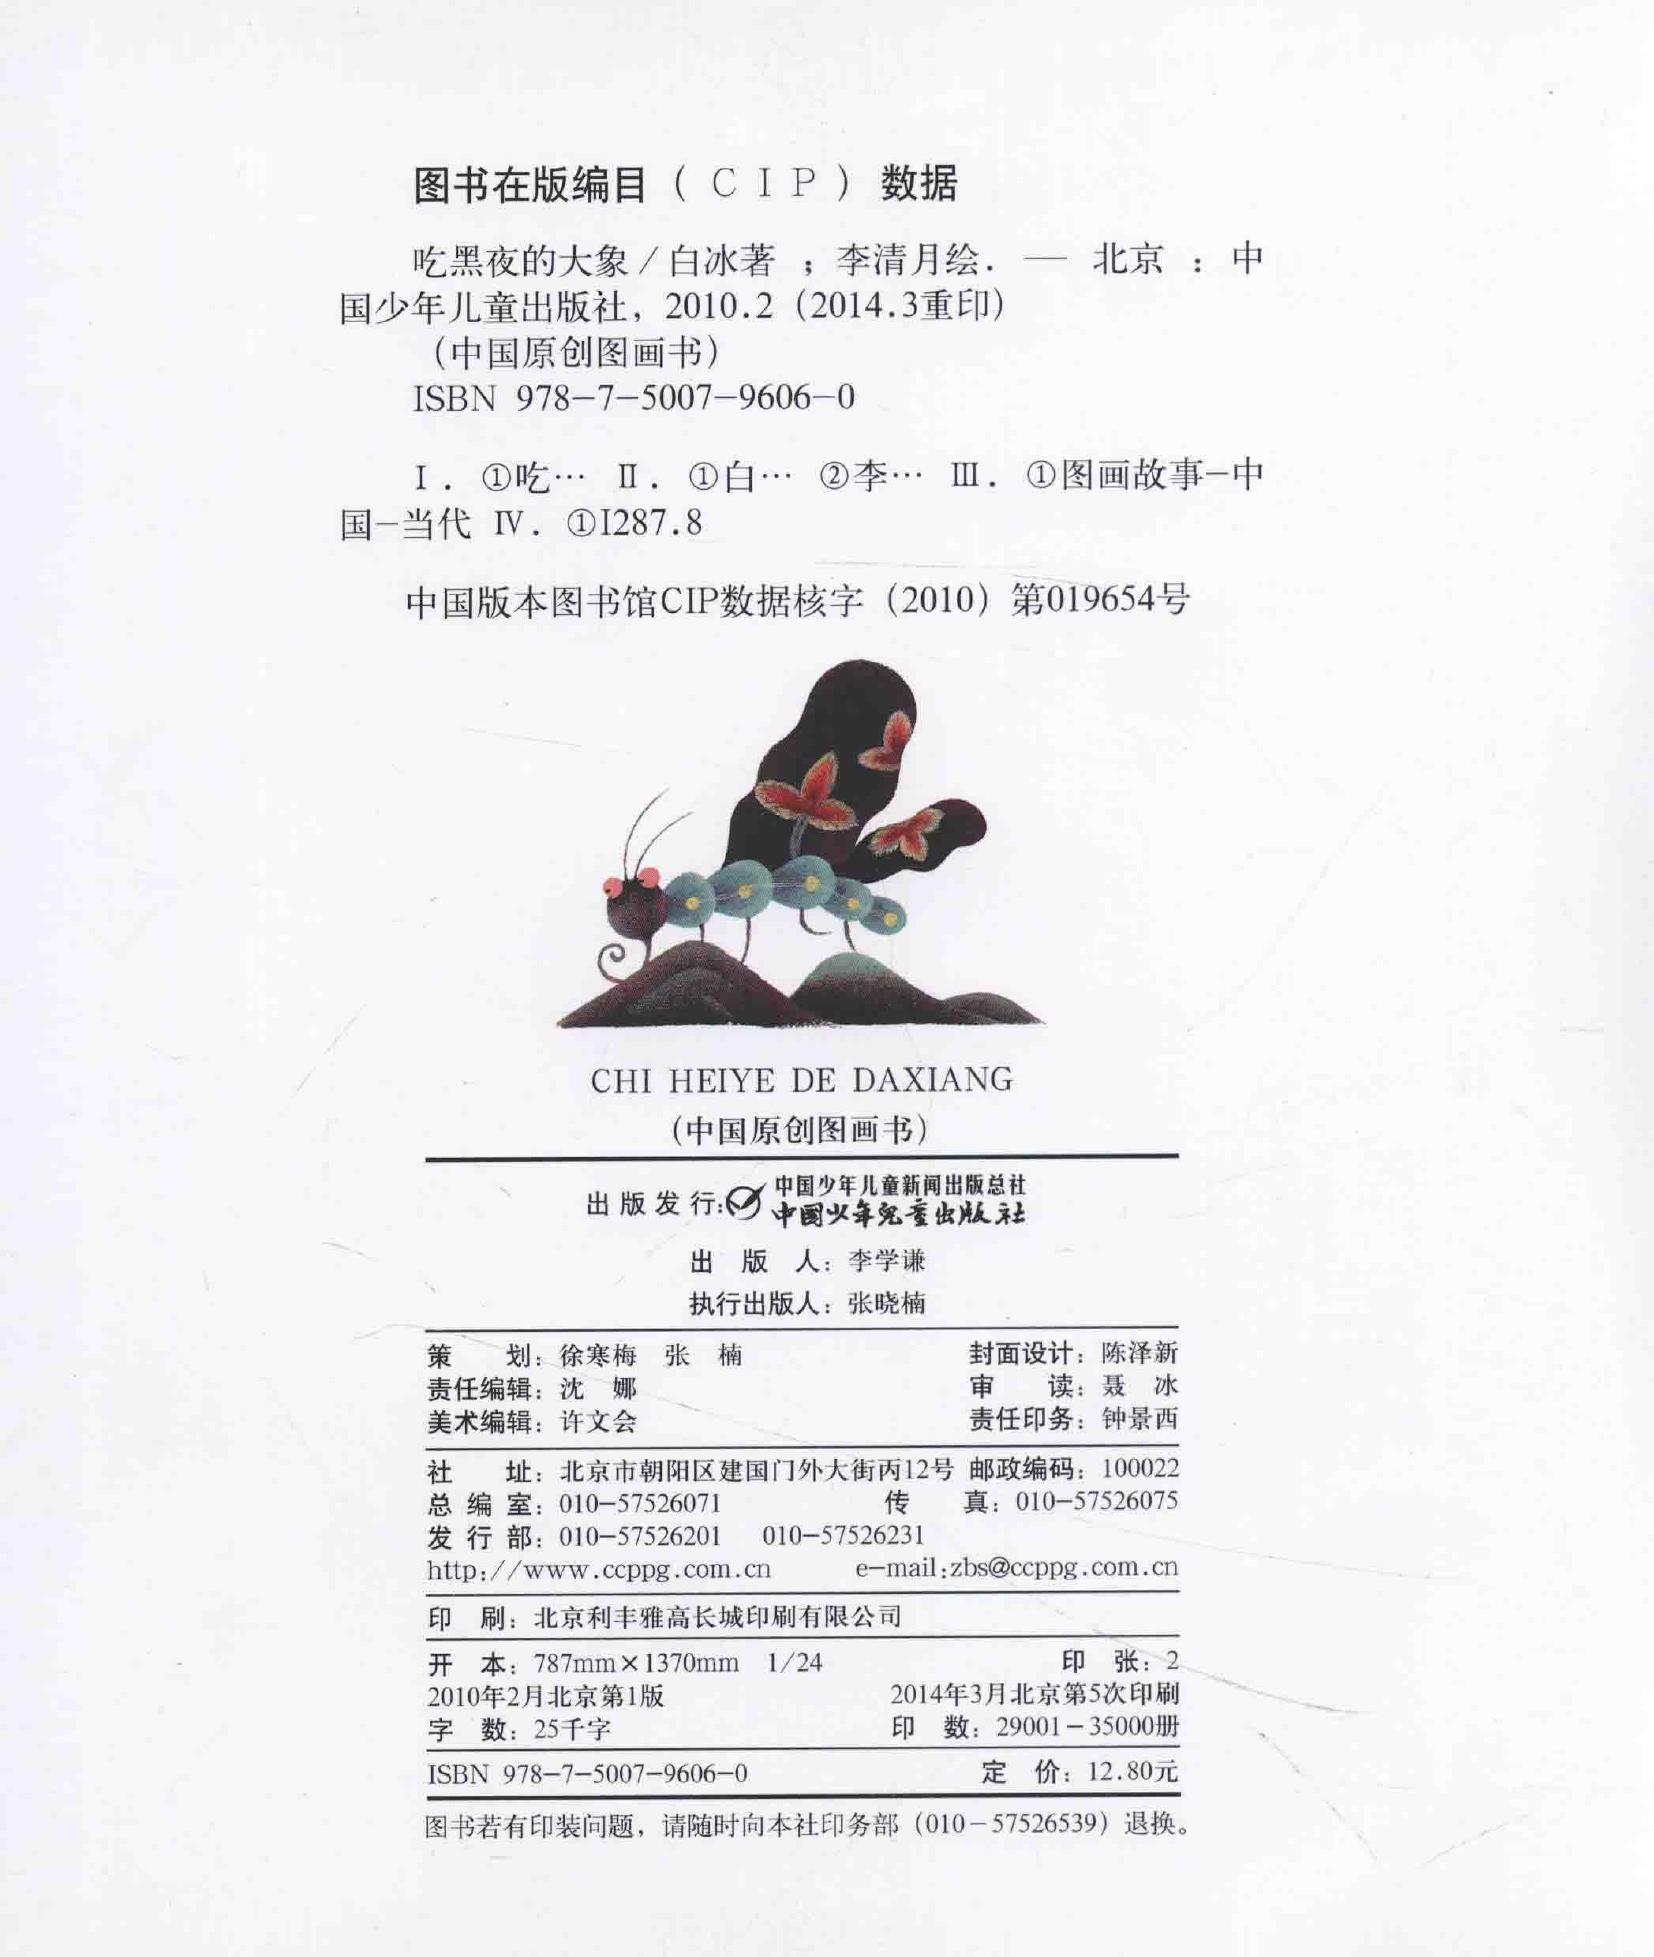 图书在版编目（CIP）数据
吃黑夜的大象／白冰著 ；李清月绘． — 北京 ：中
国少年儿童出版社，2010.2（2014.3重印）
（中国原创图画书）
ISBN 978-7-5007-9606-0
Ⅰ． ①吃… Ⅱ． ①白… ②李… Ⅲ． ①图画故事-中
国-当代 Ⅳ． ①I287.8
中国版本图书馆CIP数据核字（2010）第019654号
CHI HEIYE DE DAXIANG
（中国原创图画书）
出版发行：中国少年儿童新闻出版总社
中国少年儿童出版社
出 版 人：李学谦
执行出版人：张晓楠
策 划：徐寒梅 张 楠 封面设计：陈泽新
责任编辑：沈 娜 审 读：聂 冰
美术编辑：许文会 责任印务：钟景西
社 址：北京市朝阳区建国门外大街丙12号 邮政编码：100022
总 编 室：010-57526071 传 真：010-57526075
发 行 部：010-57526201 010-57526231
http://www.ccppg.com.cn e-mail:zbs@ccppg.com.cn
印 刷：北京利丰雅高长城印刷有限公司
开 本：787mm×1370mm 1/24 印 张：2
2010年2月北京第1版 2014年3月北京第5次印刷
字 数：25千字 印 数：29001-35000册
ISBN 978-7-5007-9606-0 定 价：12.80元
图书若有印装问题，请随时向本社印务部（010-57526539）退换。